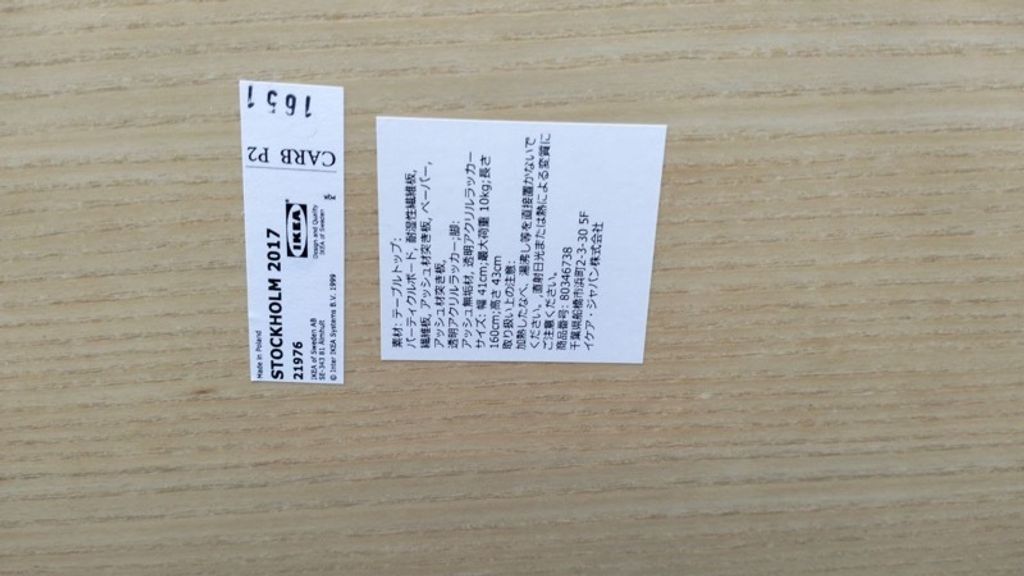 Made in Poland
STOCKHOLM 2017
21976
IKEA of Sweden AB
SE-343 81 Älmhult
© Inter IKEA Systems B.V. 1999
IKEA
Design and Quality
IKEA of Sweden
CARB P2
1651
素材: テーブルトップ:
パーティクルボード, 耐湿性繊維板,
繊維板, アッシュ材突き板, ペーパー,
アッシュ材突き板,
透明アクリルラッカー;脚:
アッシュ無垢材, 透明アクリルラッカー
サイズ: 幅 41cm;最大荷重 10kg;長さ
160cm;高さ 43cm
取り扱い上の注意:
加熱したなべ、湯沸し等を直接置かないで
ください。,直射日光または熱による変質に
ご注意ください。
商品番号: 80346738
千葉県船橋市浜町2-3-30 5F
イケア・ジャパン株式会社